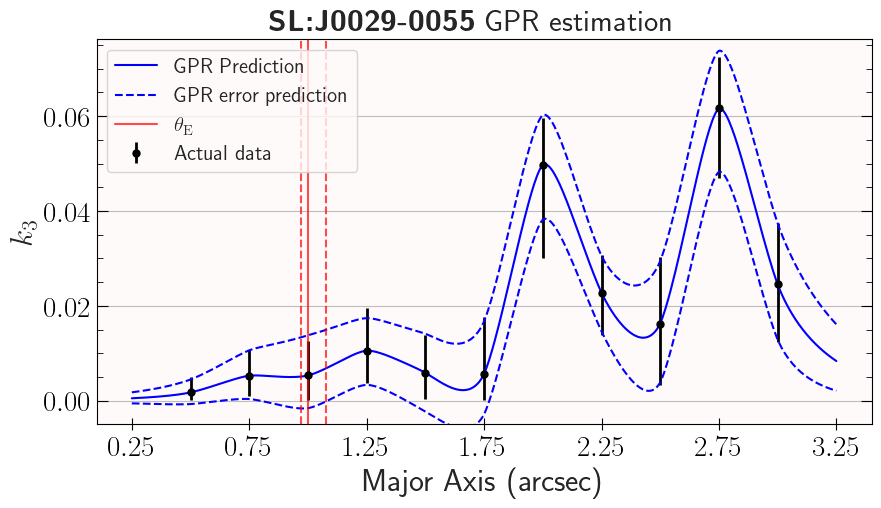 SL:J0029-0055 GPR estimation
GPR Prediction
GPR error prediction
θE
Actual data
k3
0.06
0.04
0.02
0.00
0.25 0.75 1.25 1.75 2.25 2.75 3.25
Major Axis (arcsec)